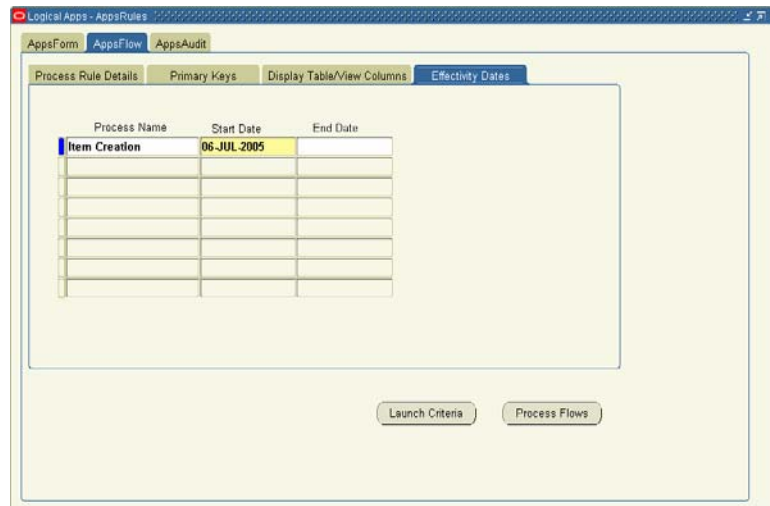 Logical Apps - AppsRules
AppsForm AppsFlow AppsAudit
Process Rule Details Primary Keys Display Table/View Columns Effectivity Dates
Process Name Start Date End Date
Item Creation 06-JUL-2005
Launch Criteria Process Flows